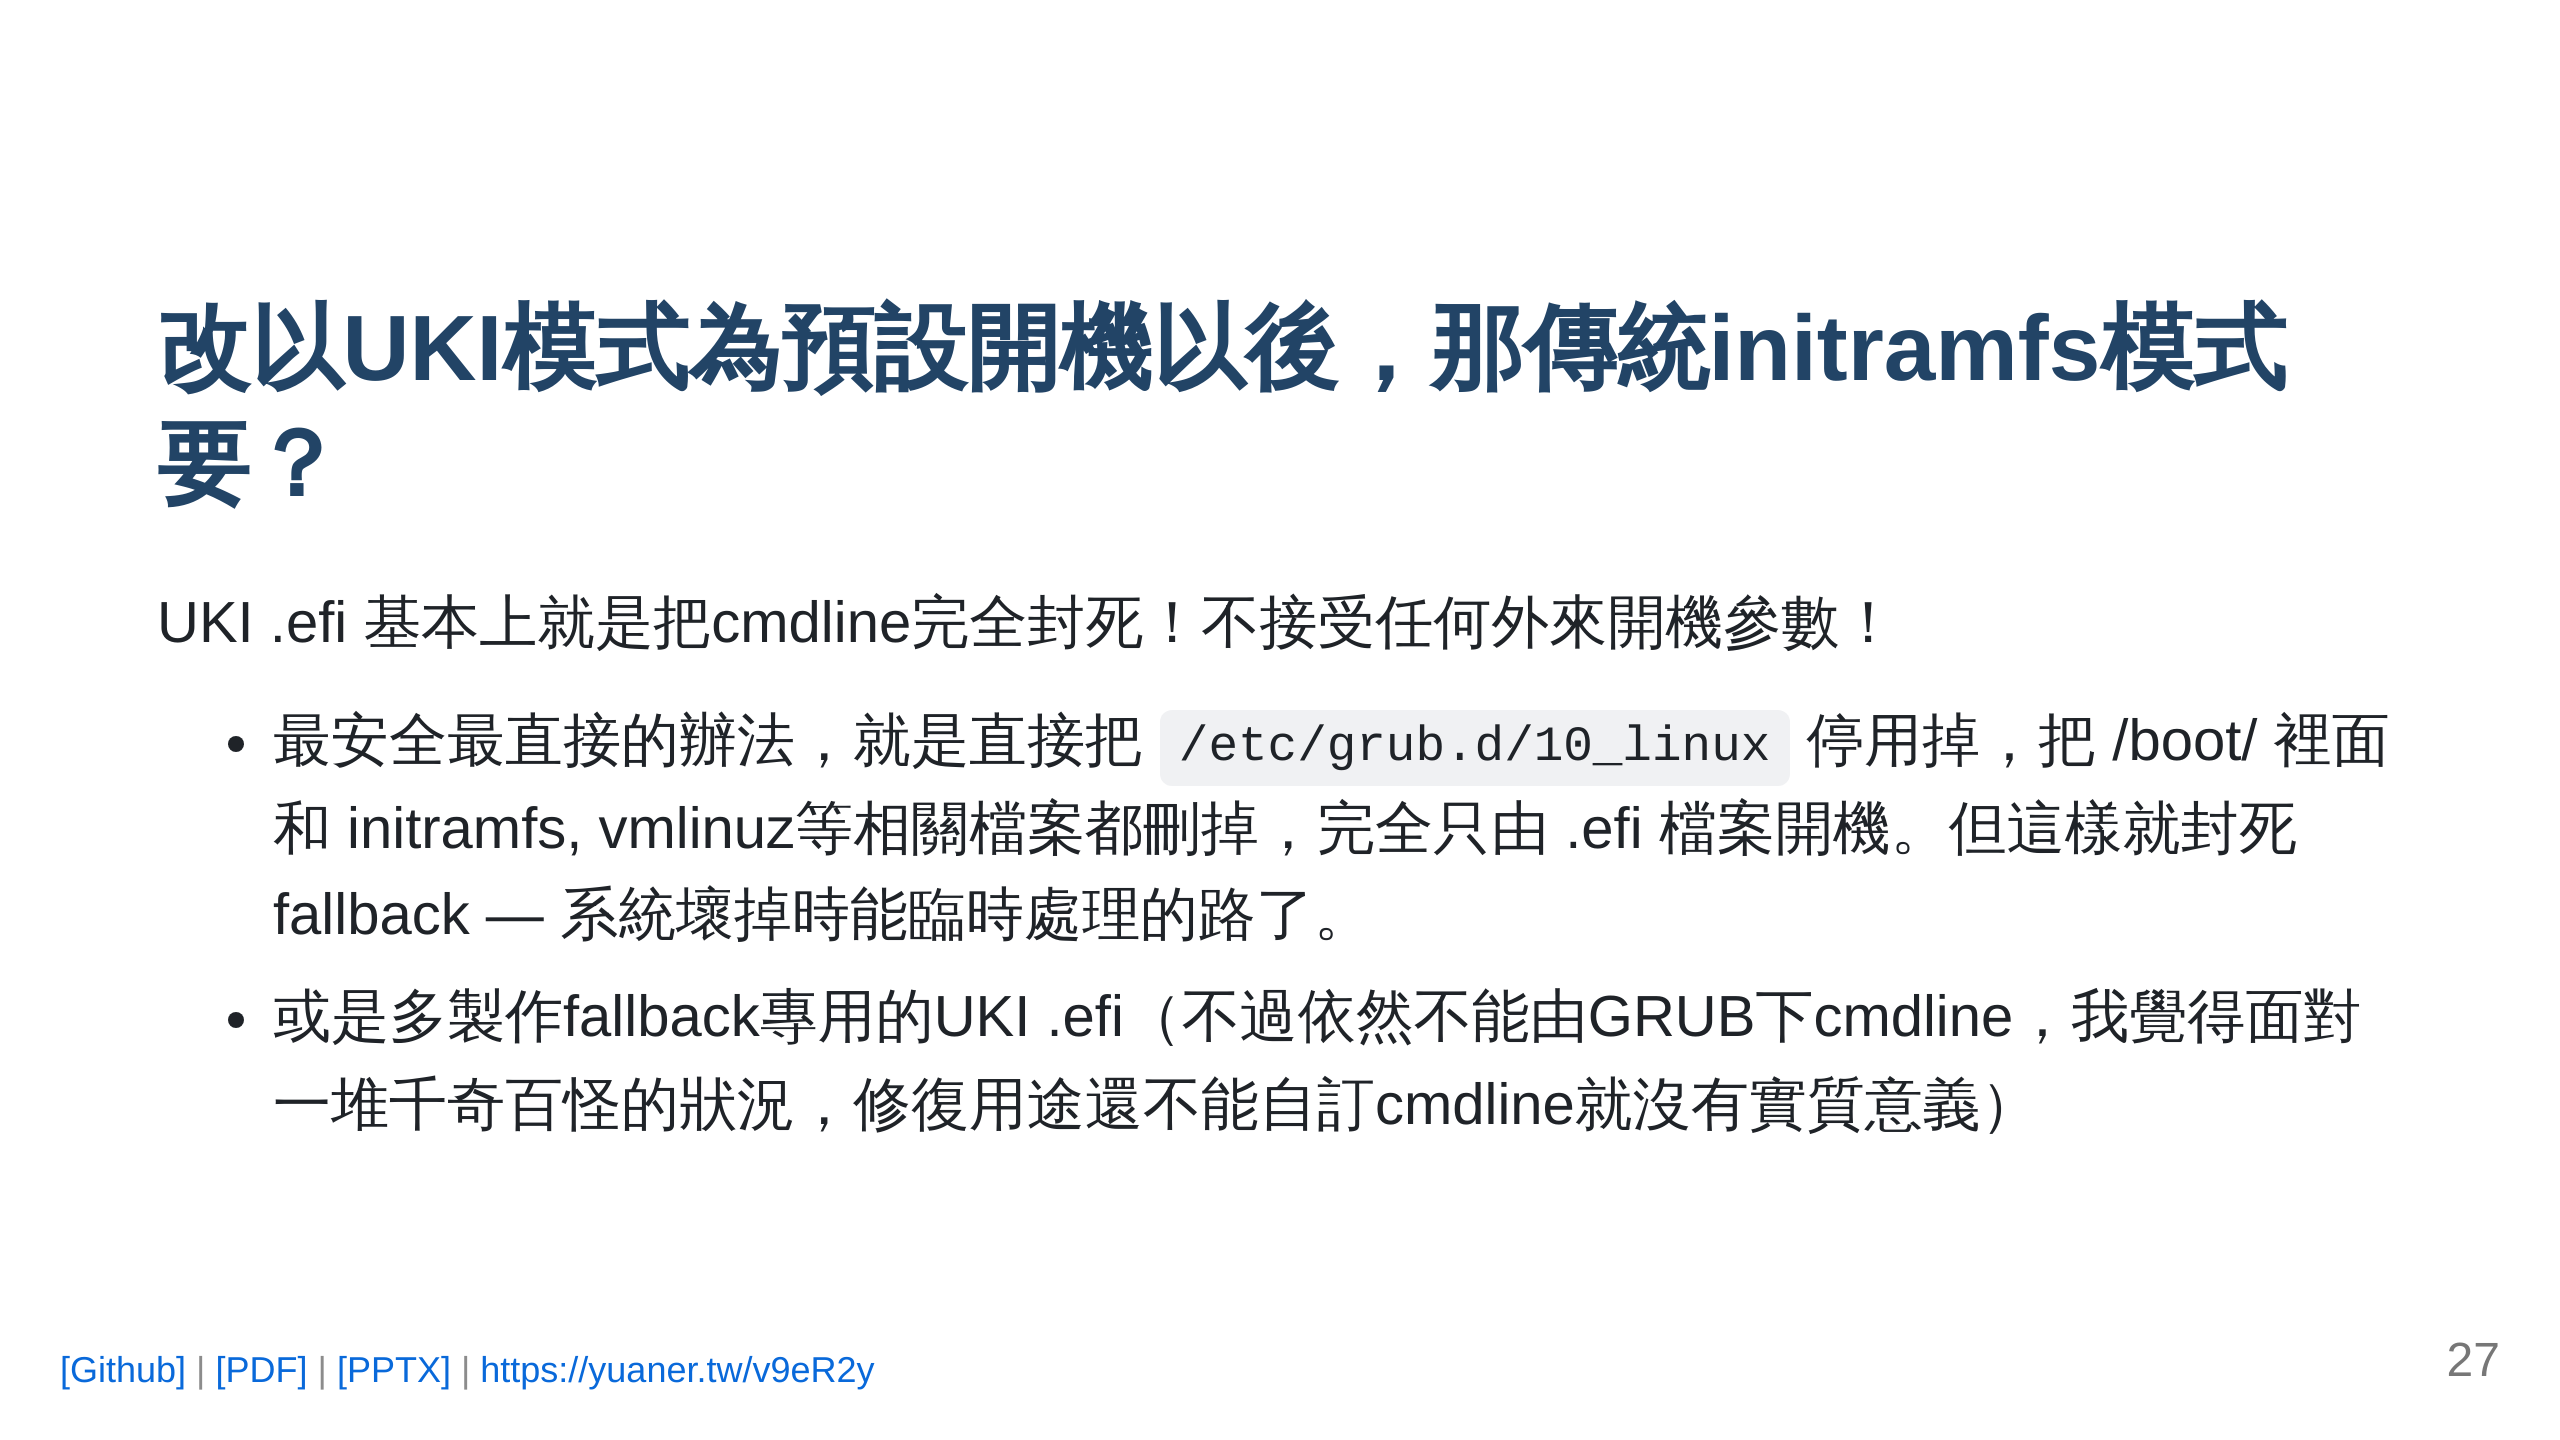 改以UKI模式為預設開機以後，那傳統initramfs模式
要？
UKI .efi 基本上就是把cmdline完全封死！不接受任何外來開機參數！
• 最安全最直接的辦法，就是直接把 /etc/grub.d/10_linux 停用掉，把 /boot/ 裡面
和 initramfs, vmlinuz等相關檔案都刪掉，完全只由 .efi 檔案開機。但這樣就封死
fallback — 系統壞掉時能臨時處理的路了。
• 或是多製作fallback專用的UKI .efi（不過依然不能由GRUB下cmdline，我覺得面對
一堆千奇百怪的狀況，修復用途還不能自訂cmdline就沒有實質意義）
[Github] | [PDF] | [PPTX] | https://yuaner.tw/v9eR2y
27